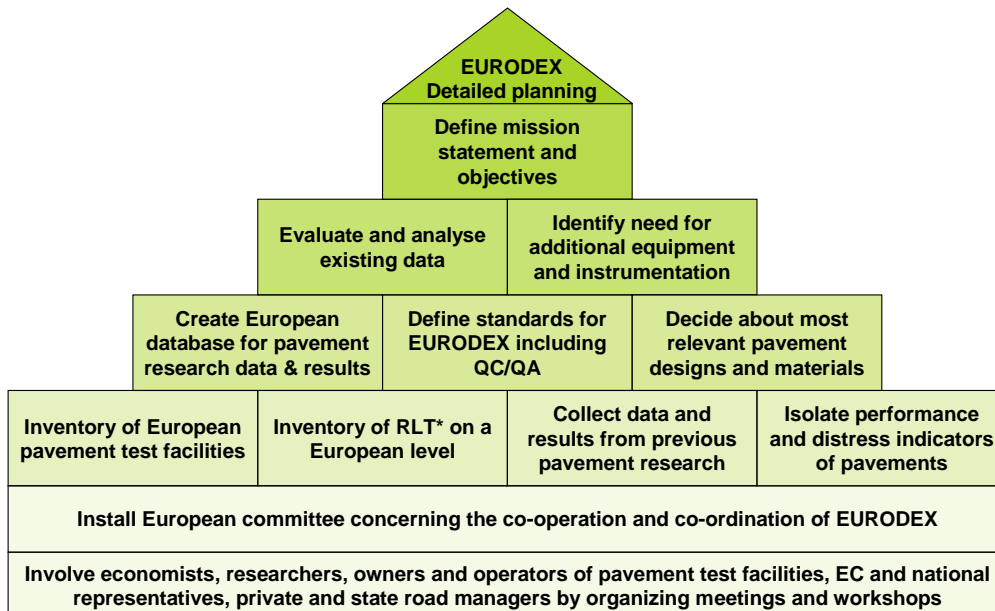 EURODEX
Detailed planning
Define mission
statement and
objectives
Evaluate and analyse
existing data
Identify need for
additional equipment
and instrumentation
Create European
database for pavement
research data & results
Define standards for
EURODEX including
QC/QA
Decide about most
relevant pavement
designs and materials
Inventory of European
pavement test facilities
Inventory of RLT* on a
European level
Collect data and
results from previous
pavement research
Isolate performance
and distress indicators
of pavements
Install European committee concerning the co-operation and co-ordination of EURODEX
Involve economists, researchers, owners and operators of pavement test facilities, EC and national
representatives, private and state road managers by organizing meetings and workshops